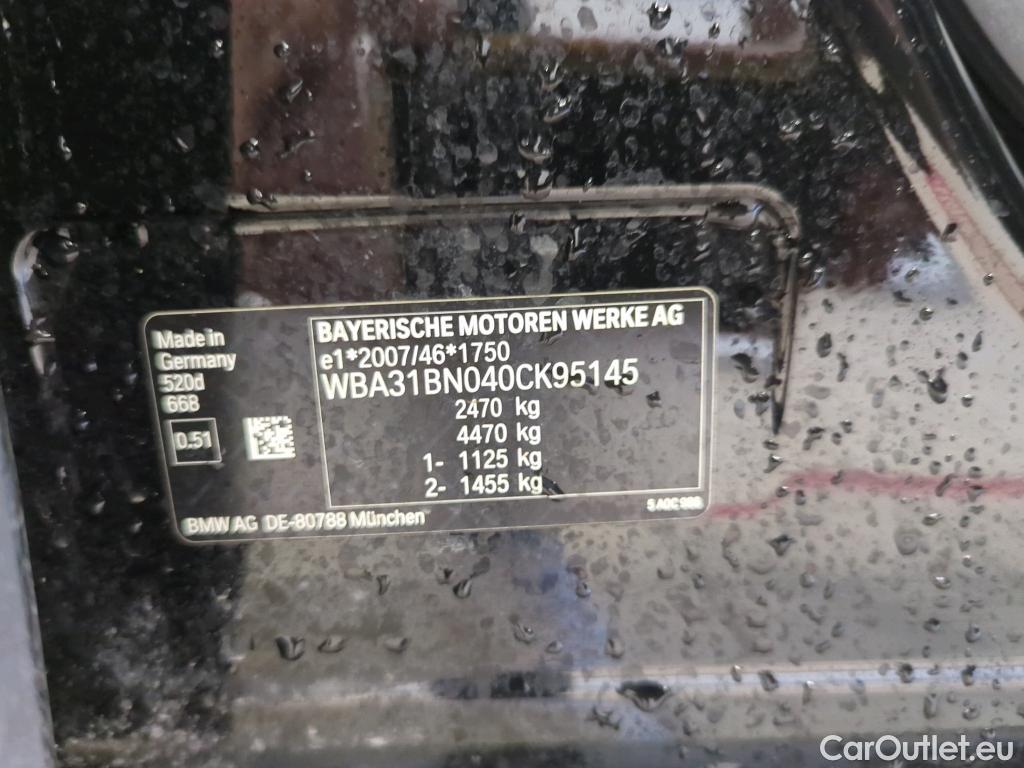 Made in
Germany
520d
668
0.51
BAYERISCHE MOTOREN WERKE AG
e1*2007/46*1750
WBA31BN040CK95145
2470 kg
4470 kg
1- 1125 kg
2- 1455 kg
BMW AG DE-80788 München
CarOutlet.eu